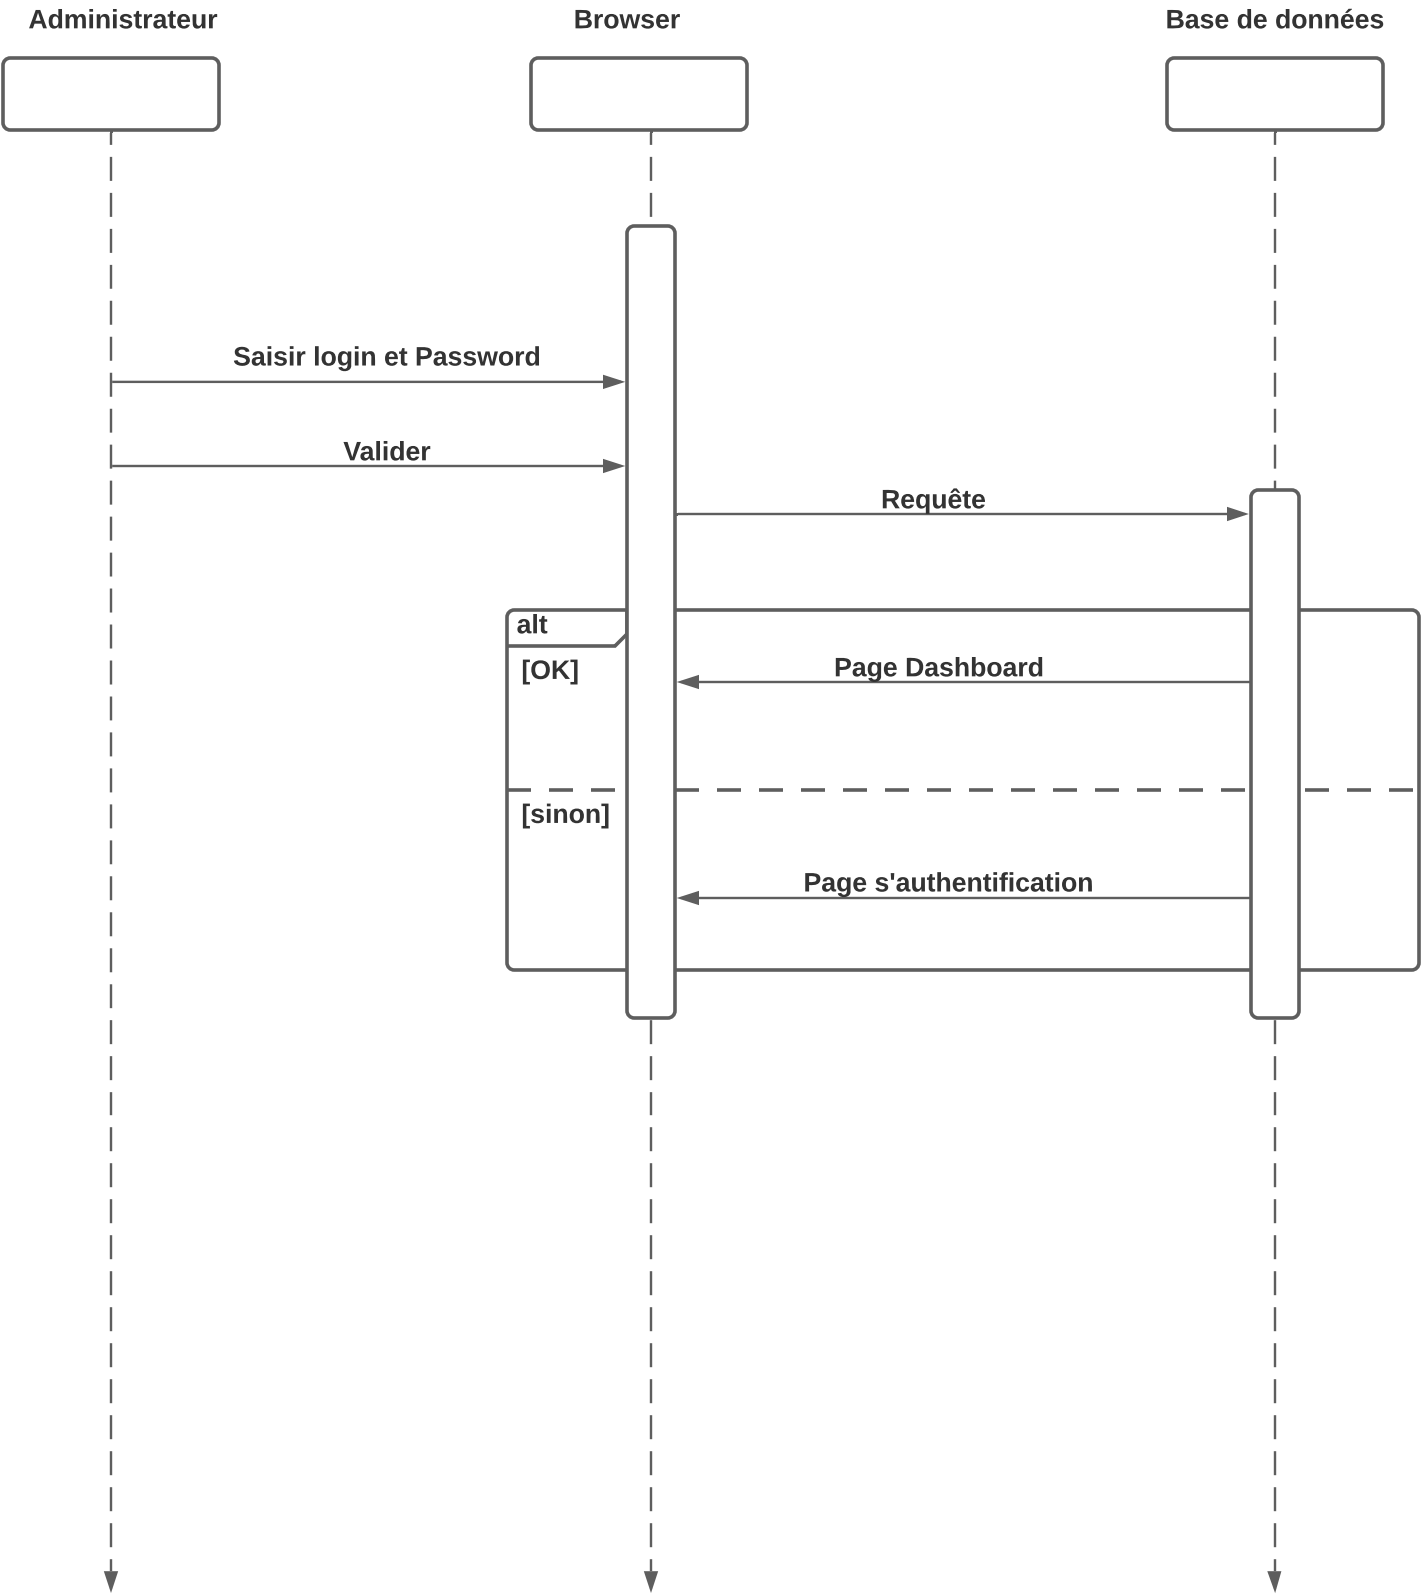 Administrateur
Browser
Base de données
Saisir login et Password
Valider
Requête
alt
[OK]
Page Dashboard
[sinon]
Page s'authentification